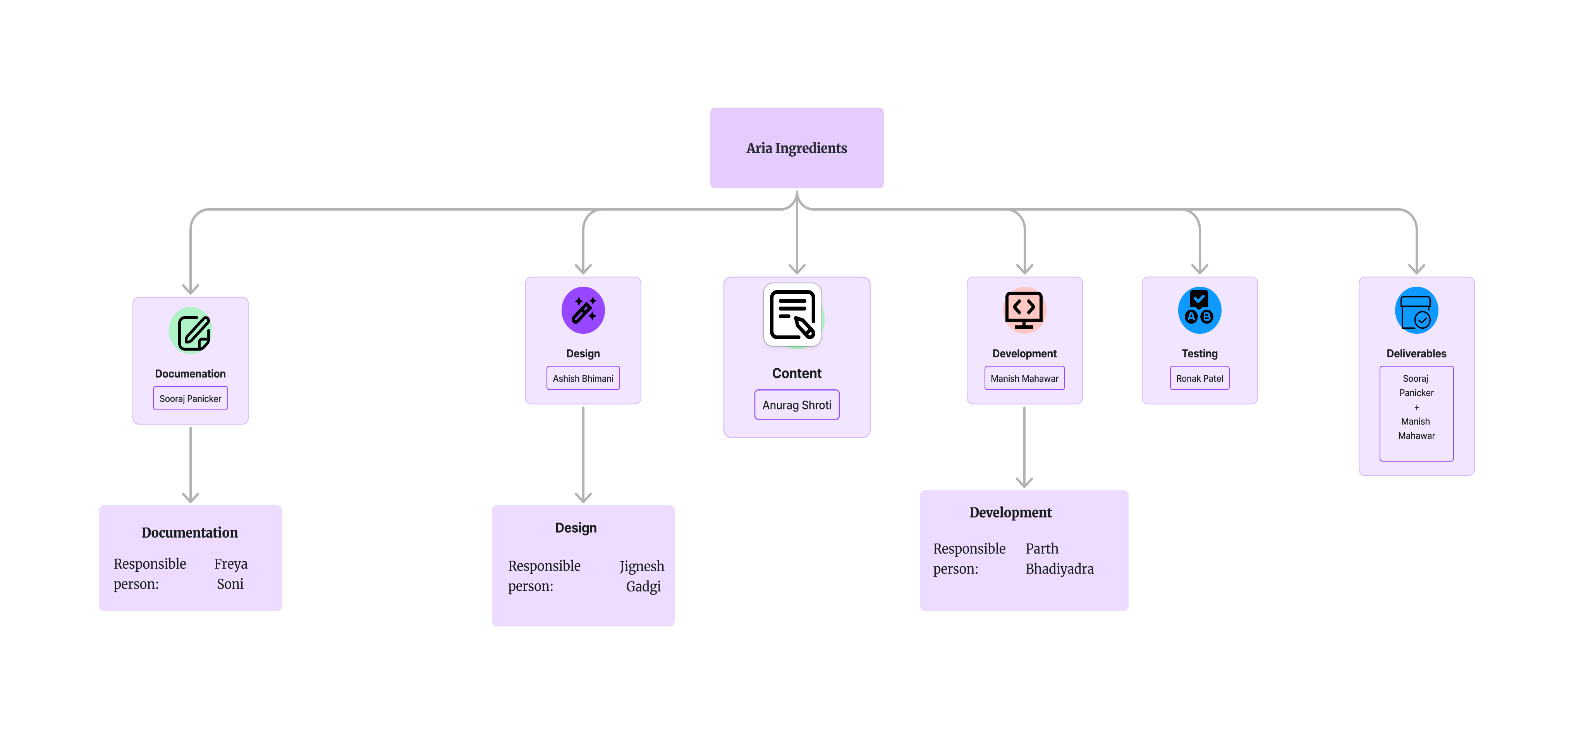 Aria Ingredients
Documenation
Sooraj Panicker
Design
Ashish Bhimani
Content
Anurag Shroti
Development
Manish Mahawar
A B
Testing
Ronak Patel
Deliverables
Sooraj
Panicker
+
Manish
Mahawar
Documentation
Responsible Freya
person: Soni
Design
Responsible Jignesh
person: Gadgi
Development
Responsible Parth
person: Bhadiyadra